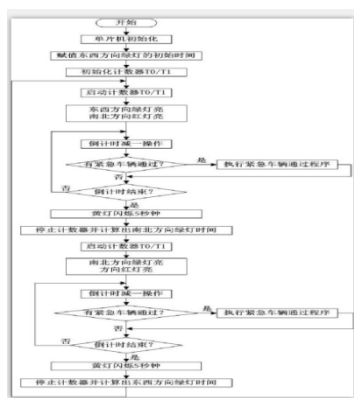 开始
单片机初始化
赋值东西方向绿灯的初始时间
初始化计数器T0/T1
启动计数器T0/T1
东西方向绿灯亮
南北方向红灯亮
倒计时减一操作
有紧急车辆通过?
是
执行紧急车辆通过程序
否
否
倒计时结束?
是
黄灯闪烁5秒钟
停止计数器并计算出南北方向绿灯时间
启动计数器T0/T1
南北方向绿灯亮
东西方向红灯亮
倒计时减一操作
有紧急车辆通过?
是
执行紧急车辆通过程序
否
否
倒计时结束?
是
黄灯闪烁5秒钟
停止计数器并计算出东西方向绿灯时间